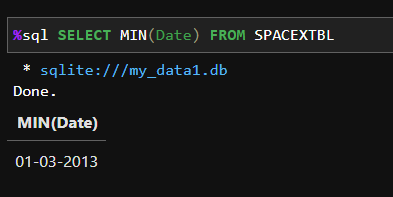 %sql SELECT MIN(Date) FROM SPACEXTBL
* sqlite:///my_data1.db
Done.
MIN(Date)
01-03-2013